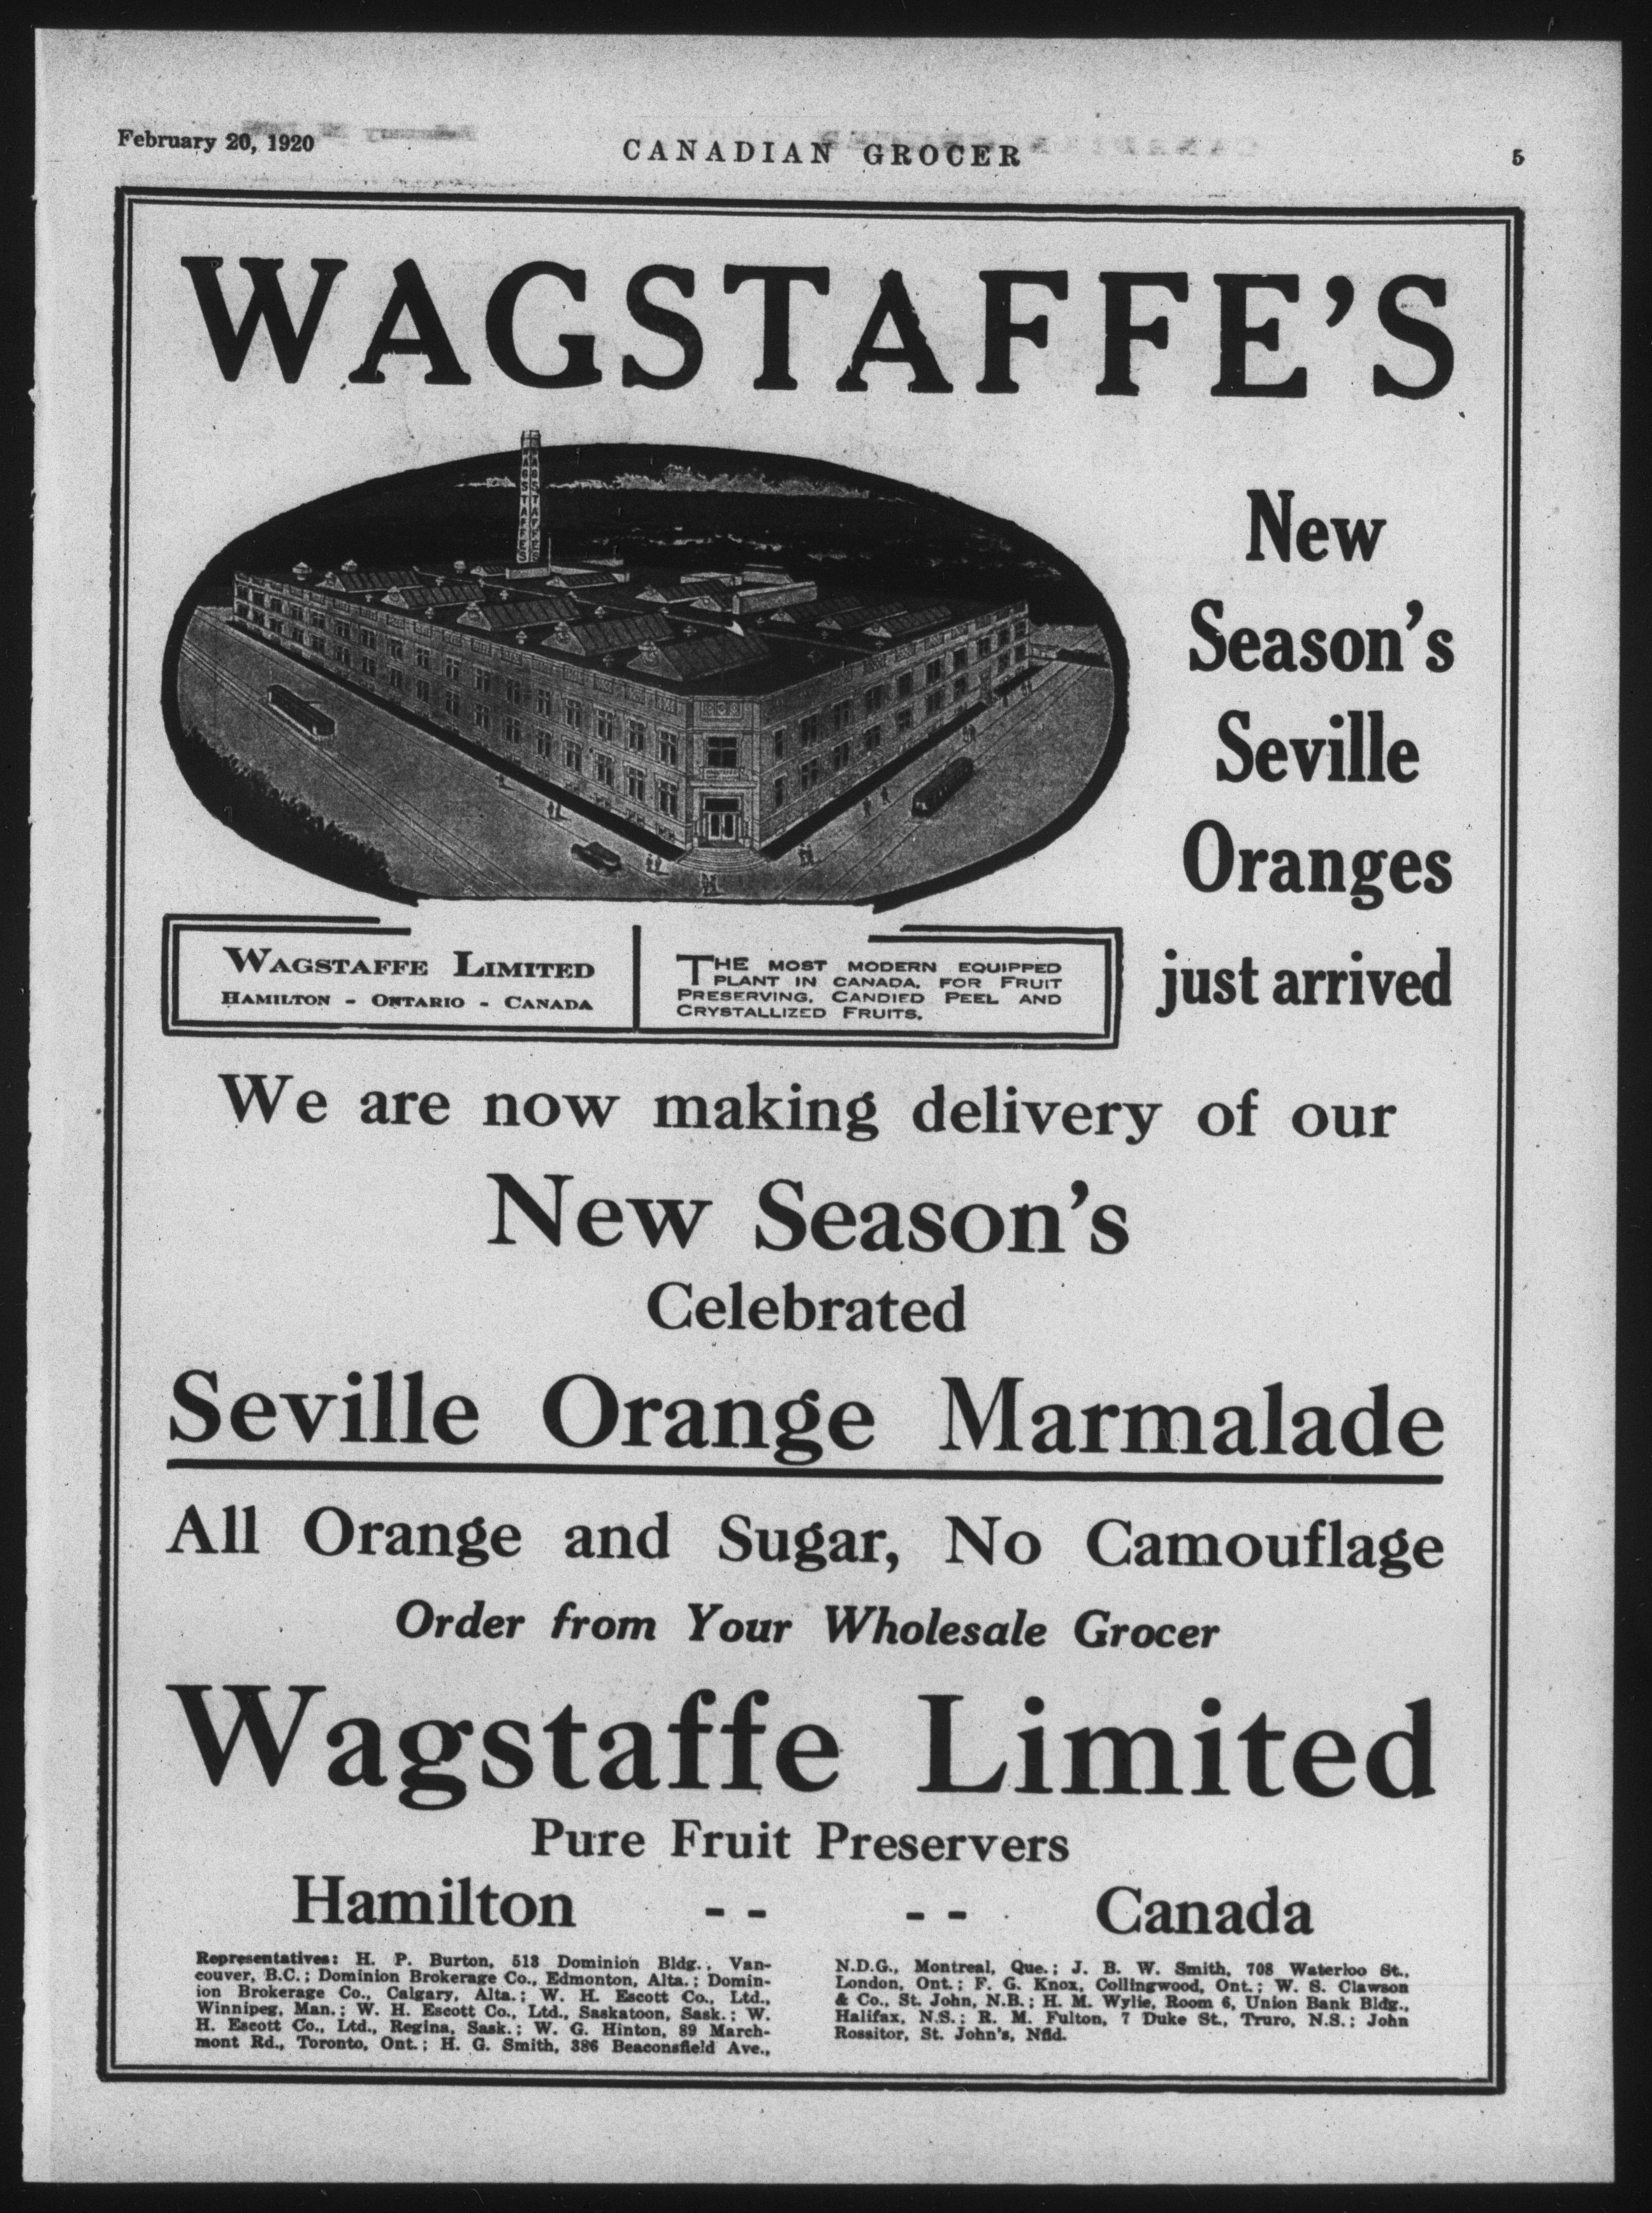 February 20, 1920
CANADIAN GROCER
5
WAGSTAFFE'S
WAGSTAFFES
New
Season's
Seville
Oranges
just arrived
WAGSTAFFE LIMITED
HAMILTON - ONTARIO - CANADA
THE MOST MODERN EQUIPPED
PLANT IN CANADA, FOR FRUIT
PRESERVING, CANDIED PEEL AND
CRYSTALLIZED FRUITS.
We are now making delivery of our
New Season's
Celebrated
Seville Orange Marmalade
All Orange and Sugar, No Camouflage
Order from Your Wholesale Grocer
Wagstaffe Limited
Pure Fruit Preservers
Hamilton -- -- Canada
Representatives: H. P. Burton, 513 Dominion Bldg., Van-
couver, B.C.; Dominion Brokerage Co., Edmonton, Alta.; Domin-
ion Brokerage Co., Calgary, Alta.; W. H. Escott Co., Ltd.,
Winnipeg, Man.; W. H. Escott Co., Ltd., Saskatoon, Sask.; W.
H. Escott Co., Ltd., Regina, Sask.; W. G. Hinton, 89 March-
mont Rd., Toronto, Ont.; H. G. Smith, 386 Beaconsfield Ave.,
N.D.G., Montreal, Que.; J. B. W. Smith, 708 Waterloo St.,
London, Ont.; F. G. Knox, Collingwood, Ont.; W. S. Clawson
& Co., St. John, N.B.; H. M. Wylie, Room 6, Union Bank Bldg.,
Halifax, N.S.; R. M. Fulton, 7 Duke St., Truro, N.S.; John
Rossitor, St. John's, Nfld.